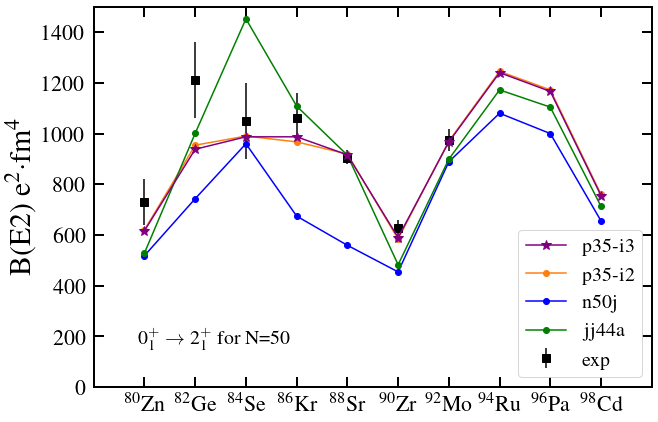 B(E2) e²·fm⁴
1400
1200
1000
800
600
400
200
0
0₁⁺ → 2₁⁺ for N=50
p35-i3
p35-i2
n50j
jj44a
exp
⁸⁰Zn ⁸²Ge ⁸⁴Se ⁸⁶Kr ⁸⁸Sr ⁹⁰Zr ⁹²Mo ⁹⁴Ru ⁹⁶Pa ⁹⁸Cd